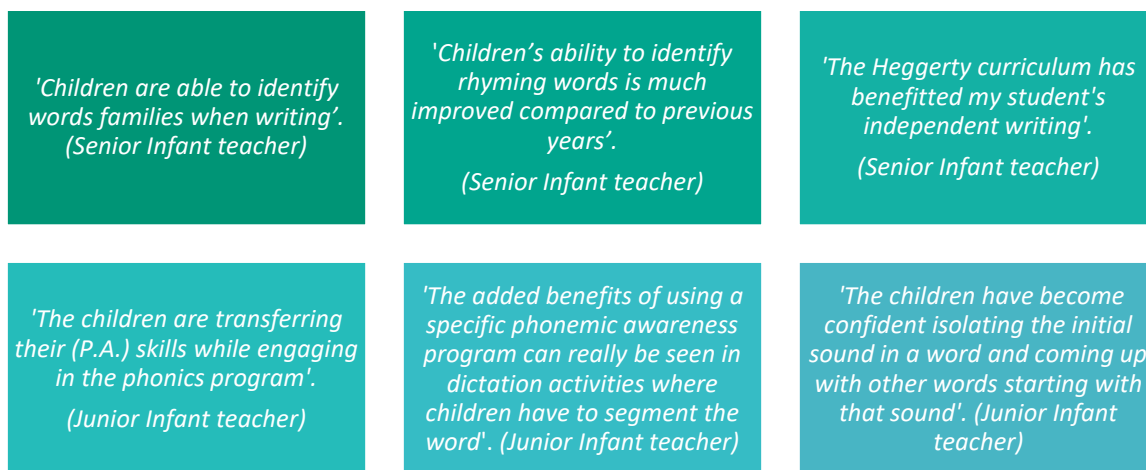 'Children are able to identify
words families when writing’.
(Senior Infant teacher)
'Children’s ability to identify
rhyming words is much
improved compared to previous
years’.
(Senior Infant teacher)
'The Heggerty curriculum has
benefitted my student's
independent writing'.
(Senior Infant teacher)
'The children are transferring
their (P.A.) skills while engaging
in the phonics program'.
(Junior Infant teacher)
'The added benefits of using a
specific phonemic awareness
program can really be seen in
dictation activities where
children have to segment the
word'. (Junior Infant teacher)
'The children have become
confident isolating the initial
sound in a word and coming up
with other words starting with
that sound'. (Junior Infant
teacher)